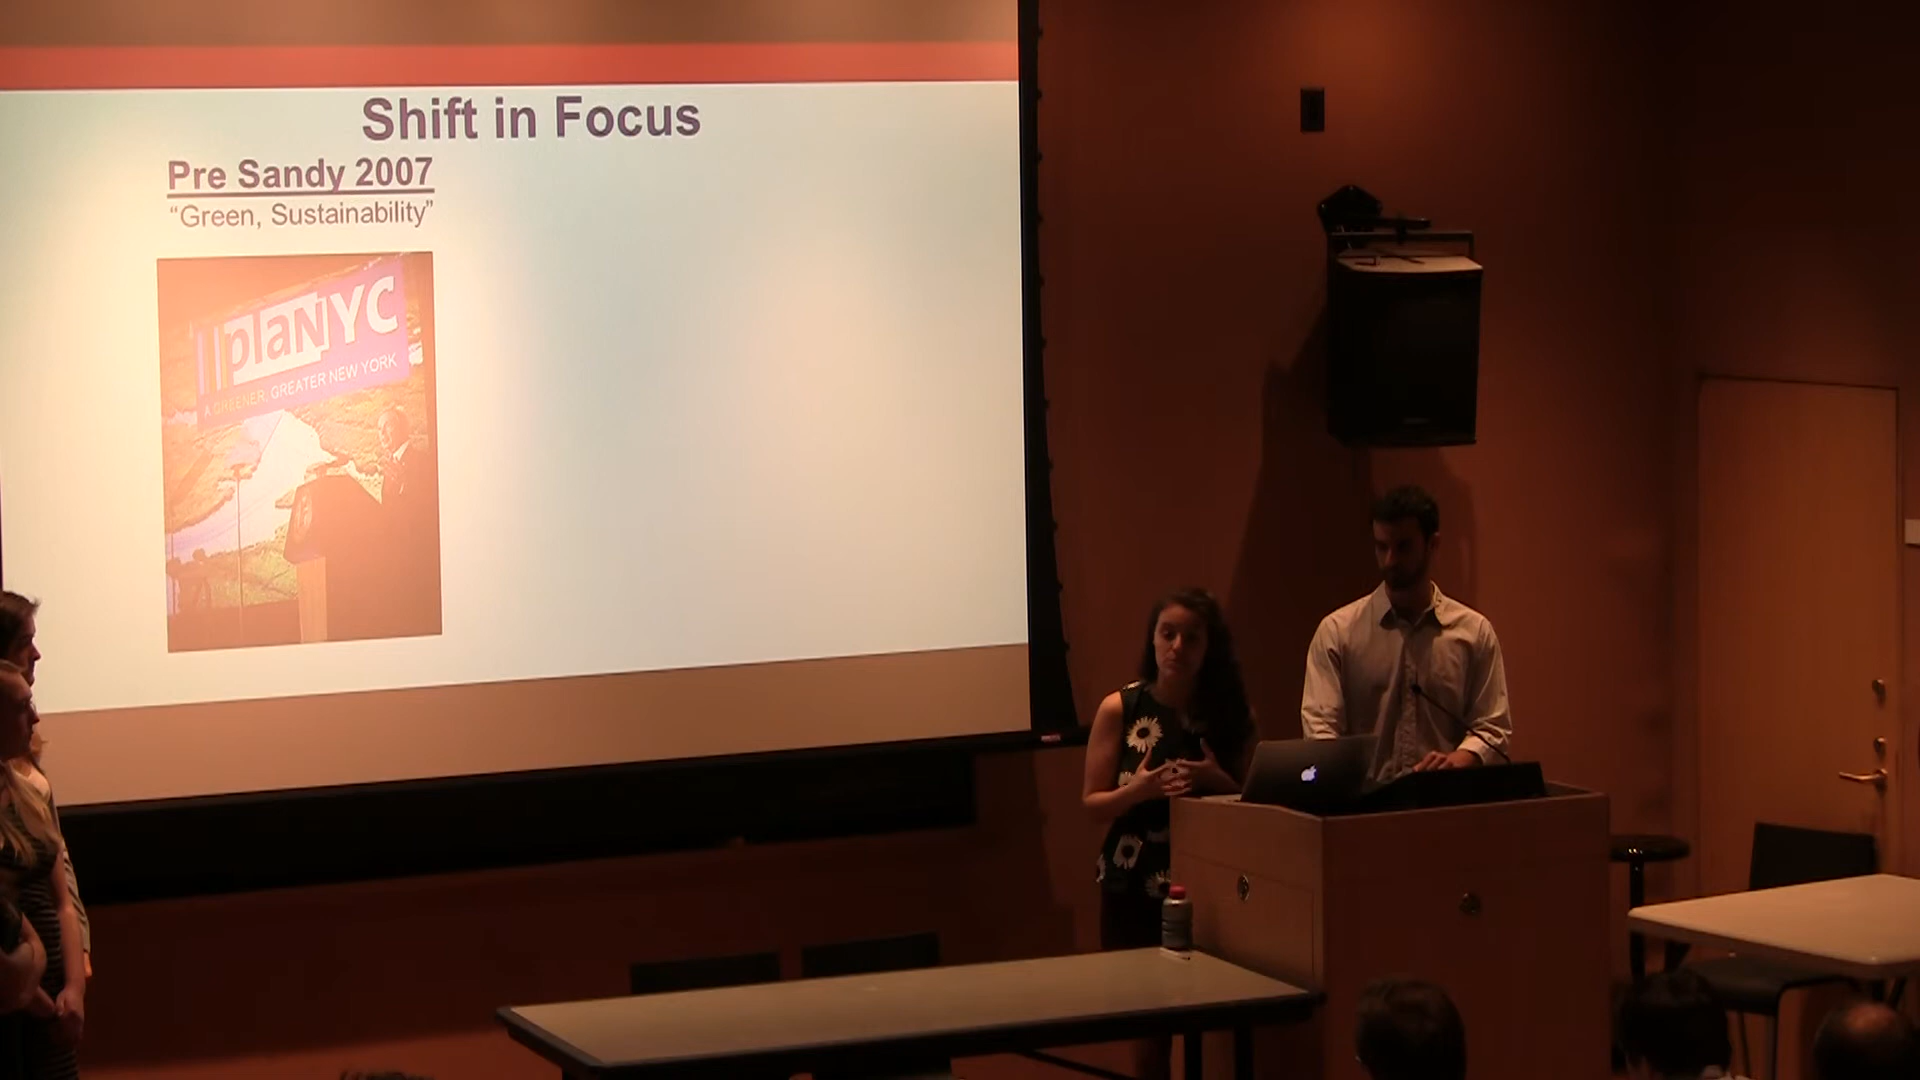 Shift in Focus
Pre Sandy 2007
“Green, Sustainability”
plaNYC
A GREENER, GREATER NEW YORK